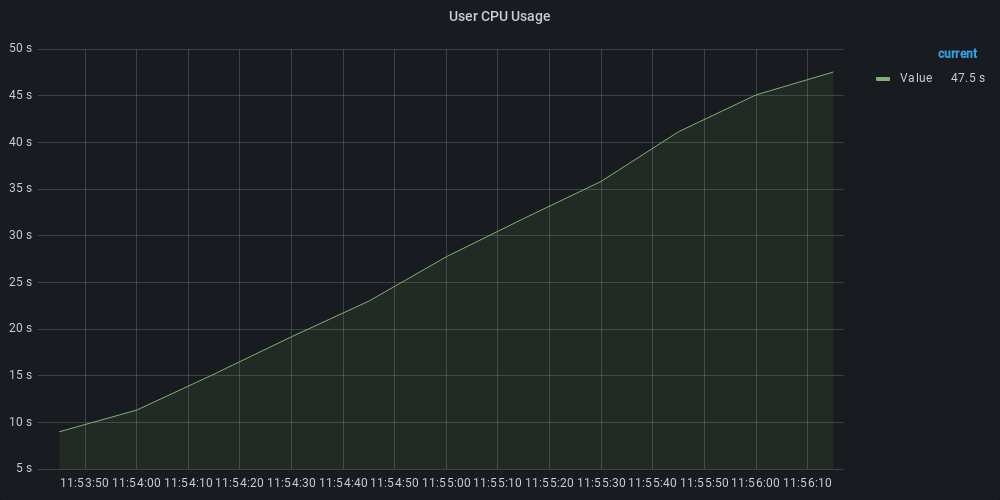 User CPU Usage
50 s
45 s
40 s
35 s
30 s
25 s
20 s
15 s
10 s
5 s
11:53:50 11:54:00 11:54:10 11:54:20 11:54:30 11:54:40 11:54:50 11:55:00 11:55:10 11:55:20 11:55:30 11:55:40 11:55:50 11:56:00 11:56:10
current
Value 47.5 s